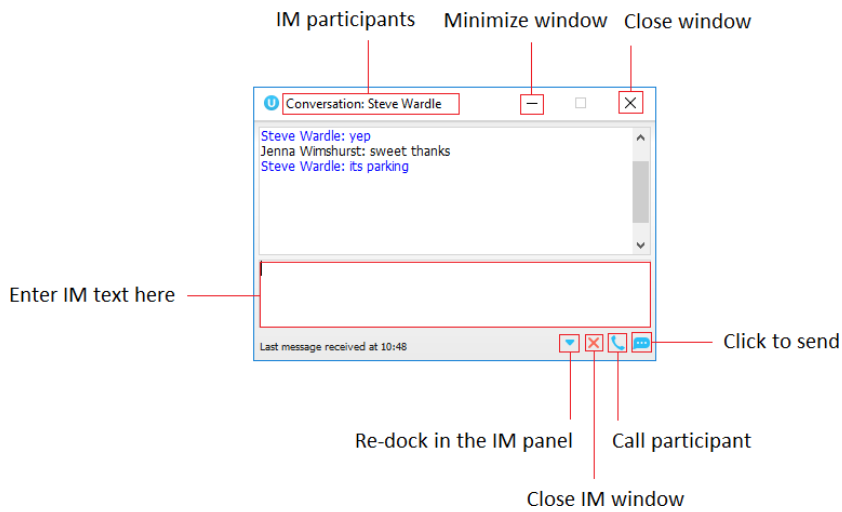 IM participants
Minimize window
Close window
U
Conversation: Steve Wardle
Steve Wardle: yep
Jenna Wimshurst: sweet thanks
Steve Wardle: its parking
Enter IM text here
Last message received at 10:48
Click to send
Re-dock in the IM panel
Call participant
Close IM window